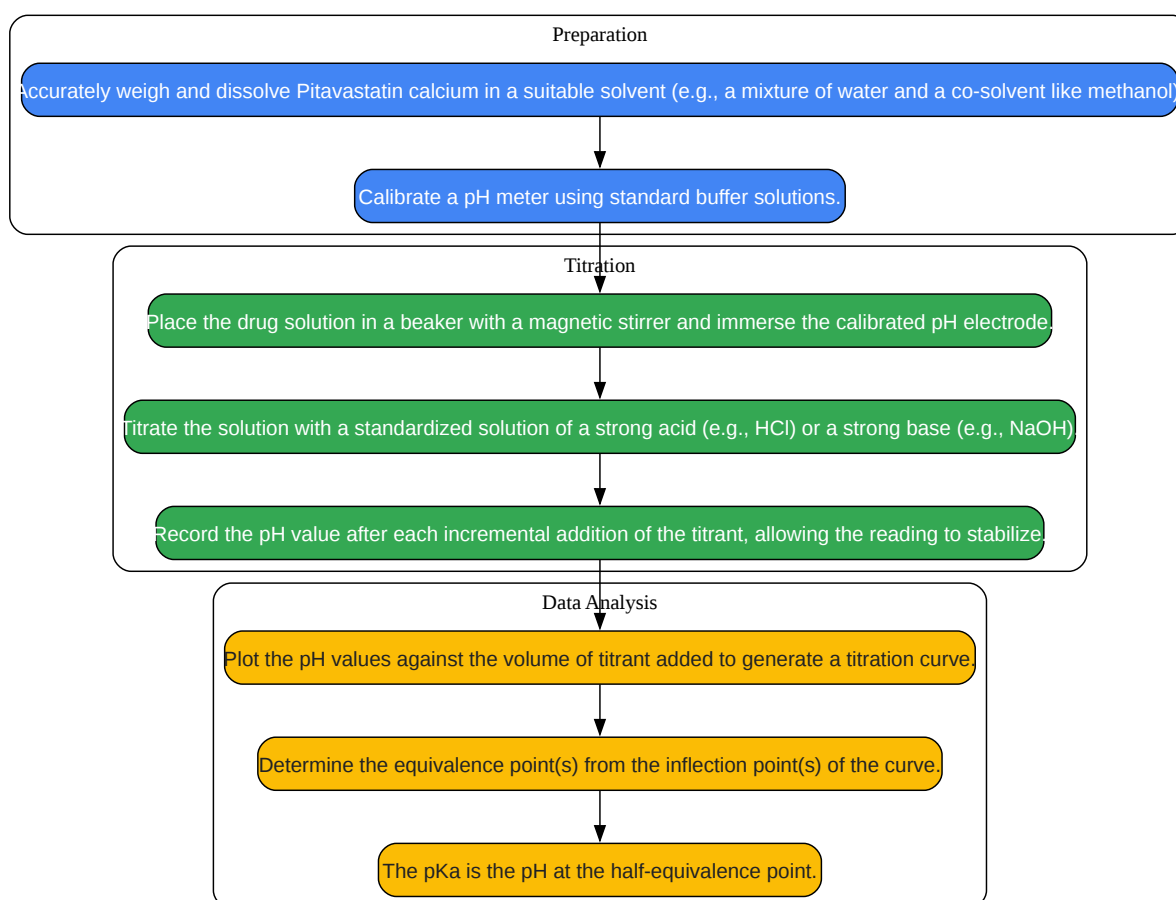 Preparation
Accurately weigh and dissolve Pitavastatin calcium in a suitable solvent (e.g., a mixture of water and a co-solvent like methanol)
Calibrate a pH meter using standard buffer solutions.
Titration
Place the drug solution in a beaker with a magnetic stirrer and immerse the calibrated pH electrode.
Titrate the solution with a standardized solution of a strong acid (e.g., HCl) or a strong base (e.g., NaOH).
Record the pH value after each incremental addition of the titrant, allowing the reading to stabilize.
Data Analysis
Plot the pH values against the volume of titrant added to generate a titration curve.
Determine the equivalence point(s) from the inflection point(s) of the curve.
The pKa is the pH at the half-equivalence point.